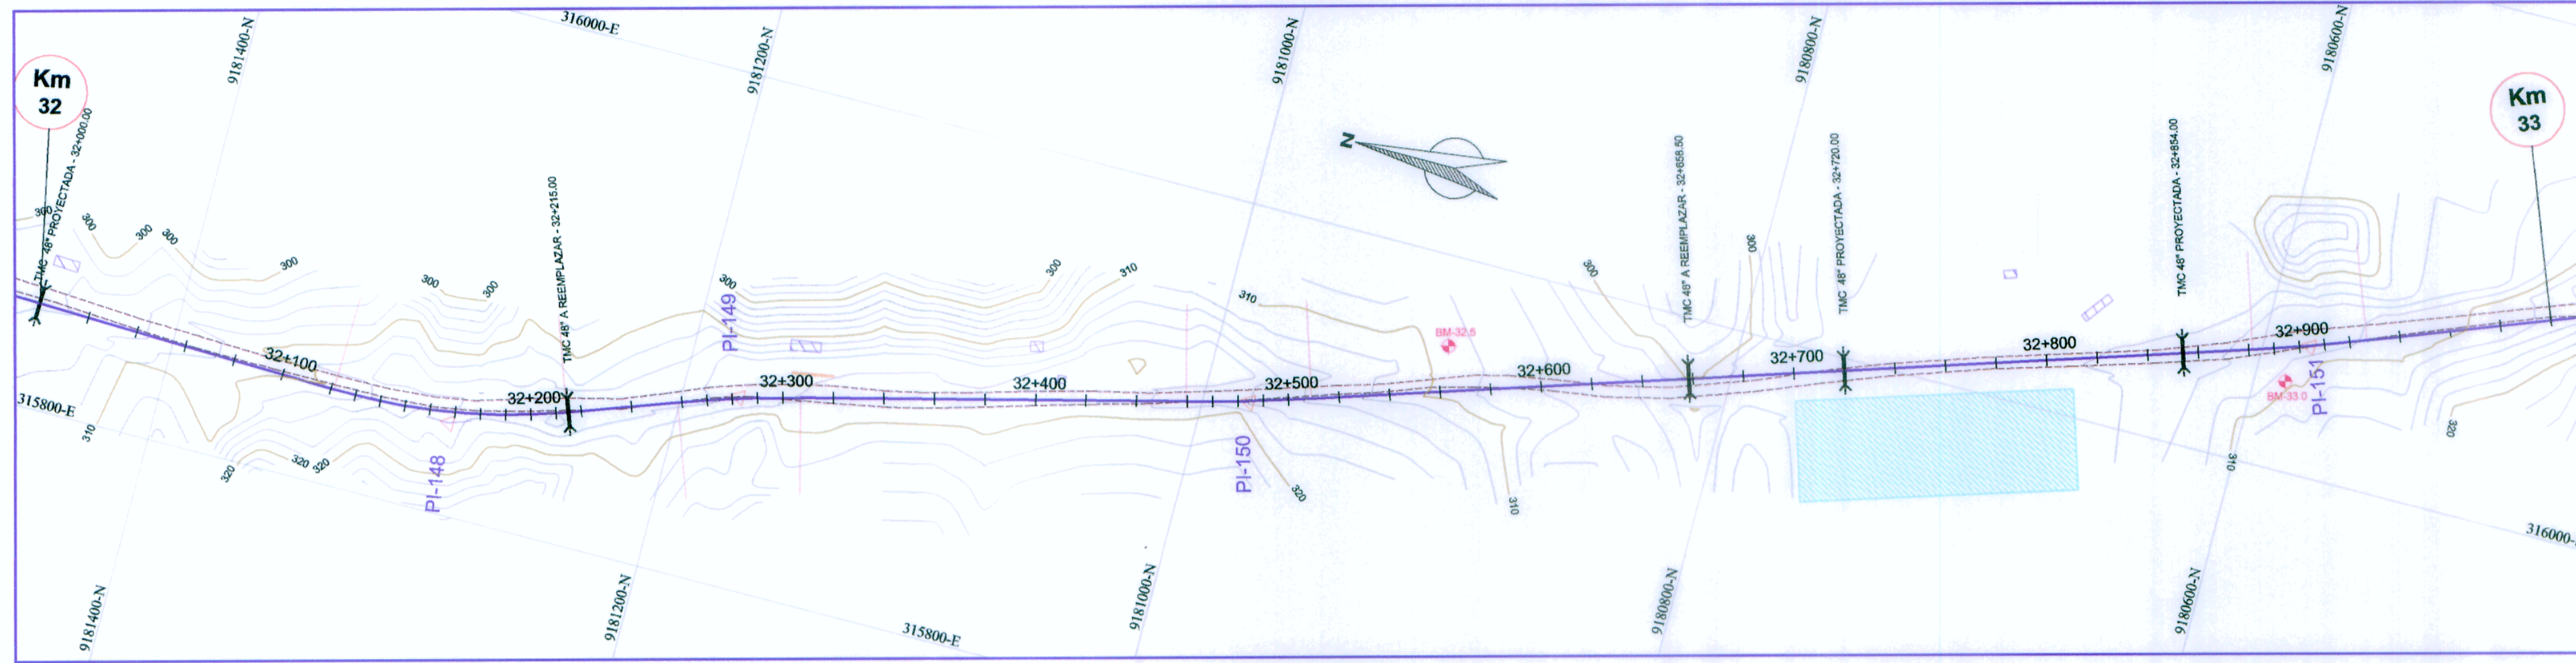 316000-E
9181400-N
9181200-N
9181000-N
9180800-N
9180600-N
Km
32
Km
33
N
TMC 48" PROYECTADA - 32+000.00
TMC 48" A REEMPLAZAR - 32+215.00
TMC 48" A REEMPLAZAR - 32+658.50
TMC 48" PROYECTADA - 32+720.00
TMC 48" PROYECTADA - 32+854.00
300
300
300
300
300
300
300
300
300
310
310
300
300
PI-149
BM-32.5
32+100
32+200
32+300
32+400
32+500
32+600
32+700
32+800
32+900
315800-E
310
320
320
320
PI-148
PI-150
320
310
BM-33.0
PI-151
310
320
316000-
9181400-N
9181200-N
9181000-N
9180800-N
9180600-N
315800-E